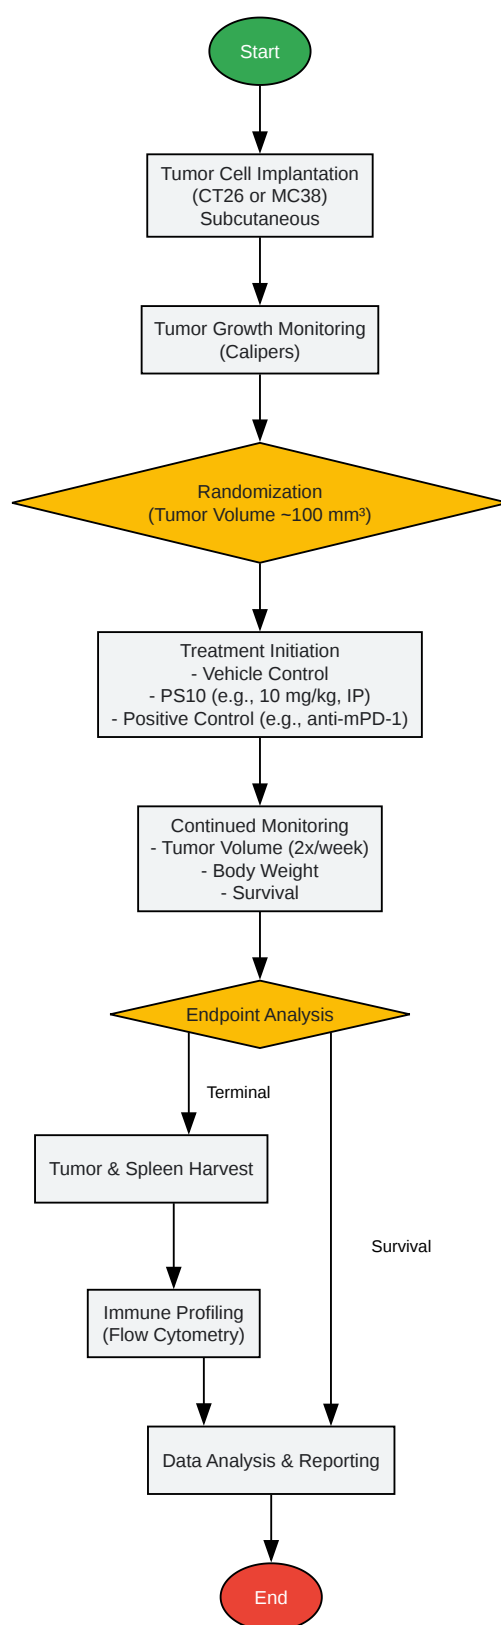 Start
Tumor Cell Implantation
(CT26 or MC38)
Subcutaneous
Tumor Growth Monitoring
(Calipers)
Randomization
(Tumor Volume ~100 mm³)
Treatment Initiation
- Vehicle Control
- PS10 (e.g., 10 mg/kg, IP)
- Positive Control (e.g., anti-mPD-1)
Continued Monitoring
- Tumor Volume (2x/week)
- Body Weight
- Survival
Endpoint Analysis
Terminal
Tumor & Spleen Harvest
Survival
Immune Profiling
(Flow Cytometry)
Data Analysis & Reporting
End